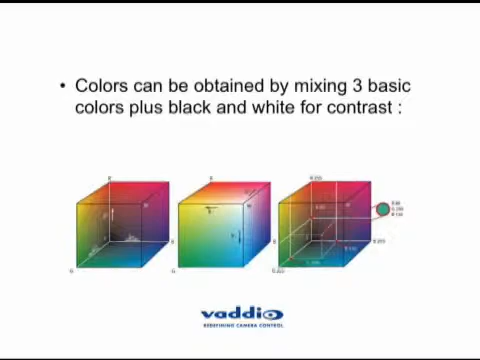 • Colors can be obtained by mixing 3 basic
colors plus black and white for contrast :
vaddio
REDEFINING CAMERA CONTROL